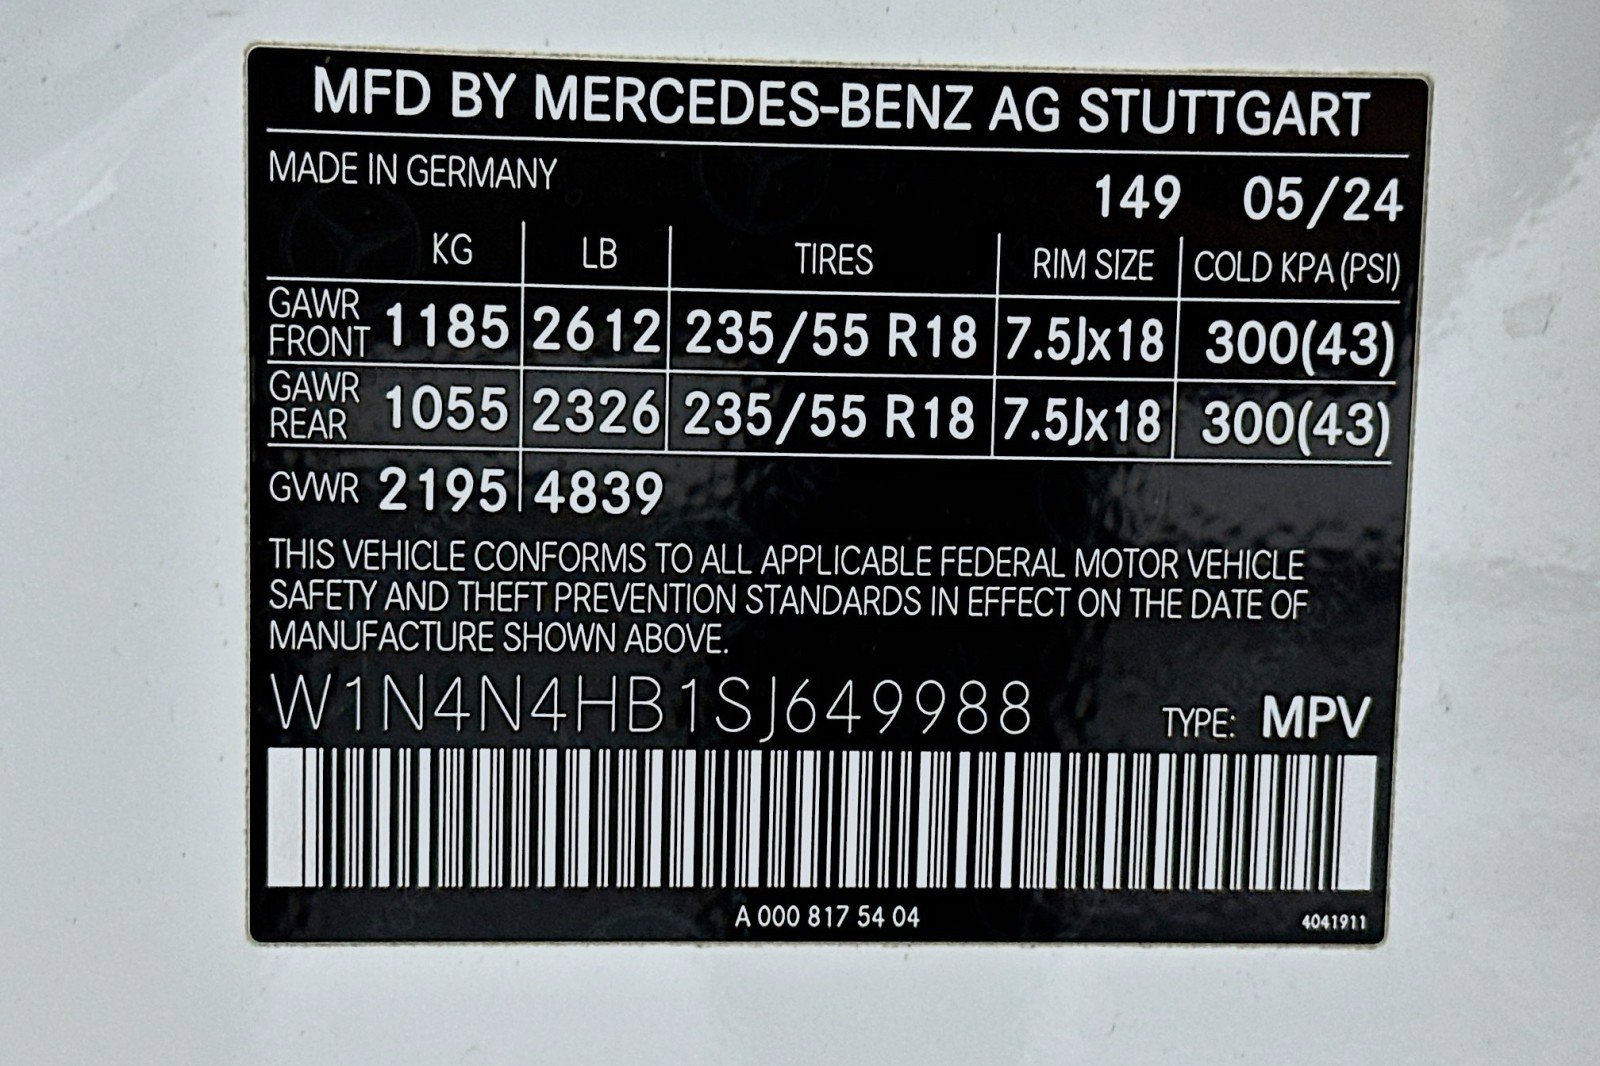 MFD BY MERCEDES-BENZ AG STUTTGART
MADE IN GERMANY
149 05/24
KG LB TIRES RIM SIZE COLD KPA (PSI)
GAWR FRONT 1185 2612 235/55 R18 7.5Jx18 300(43)
GAWR REAR 1055 2326 235/55 R18 7.5Jx18 300(43)
GVWR 2195 4839
THIS VEHICLE CONFORMS TO ALL APPLICABLE FEDERAL MOTOR VEHICLE
SAFETY AND THEFT PREVENTION STANDARDS IN EFFECT ON THE DATE OF
MANUFACTURE SHOWN ABOVE.
W1N4N4HB1SJ649988 TYPE: MPV
A 000 817 54 04
4041911